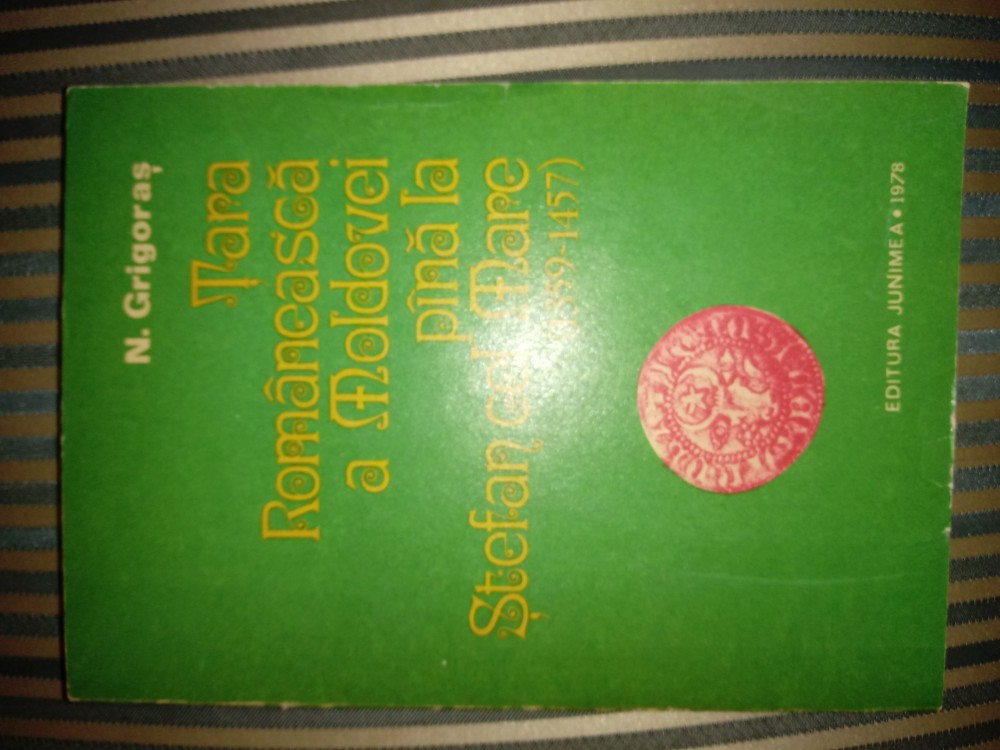 N. Grigoraș
Țara
Românească
a Moldovei
pînă la
Ștefan cel Mare
(1359-1457)
EDITURA JUNIMEA • 1978